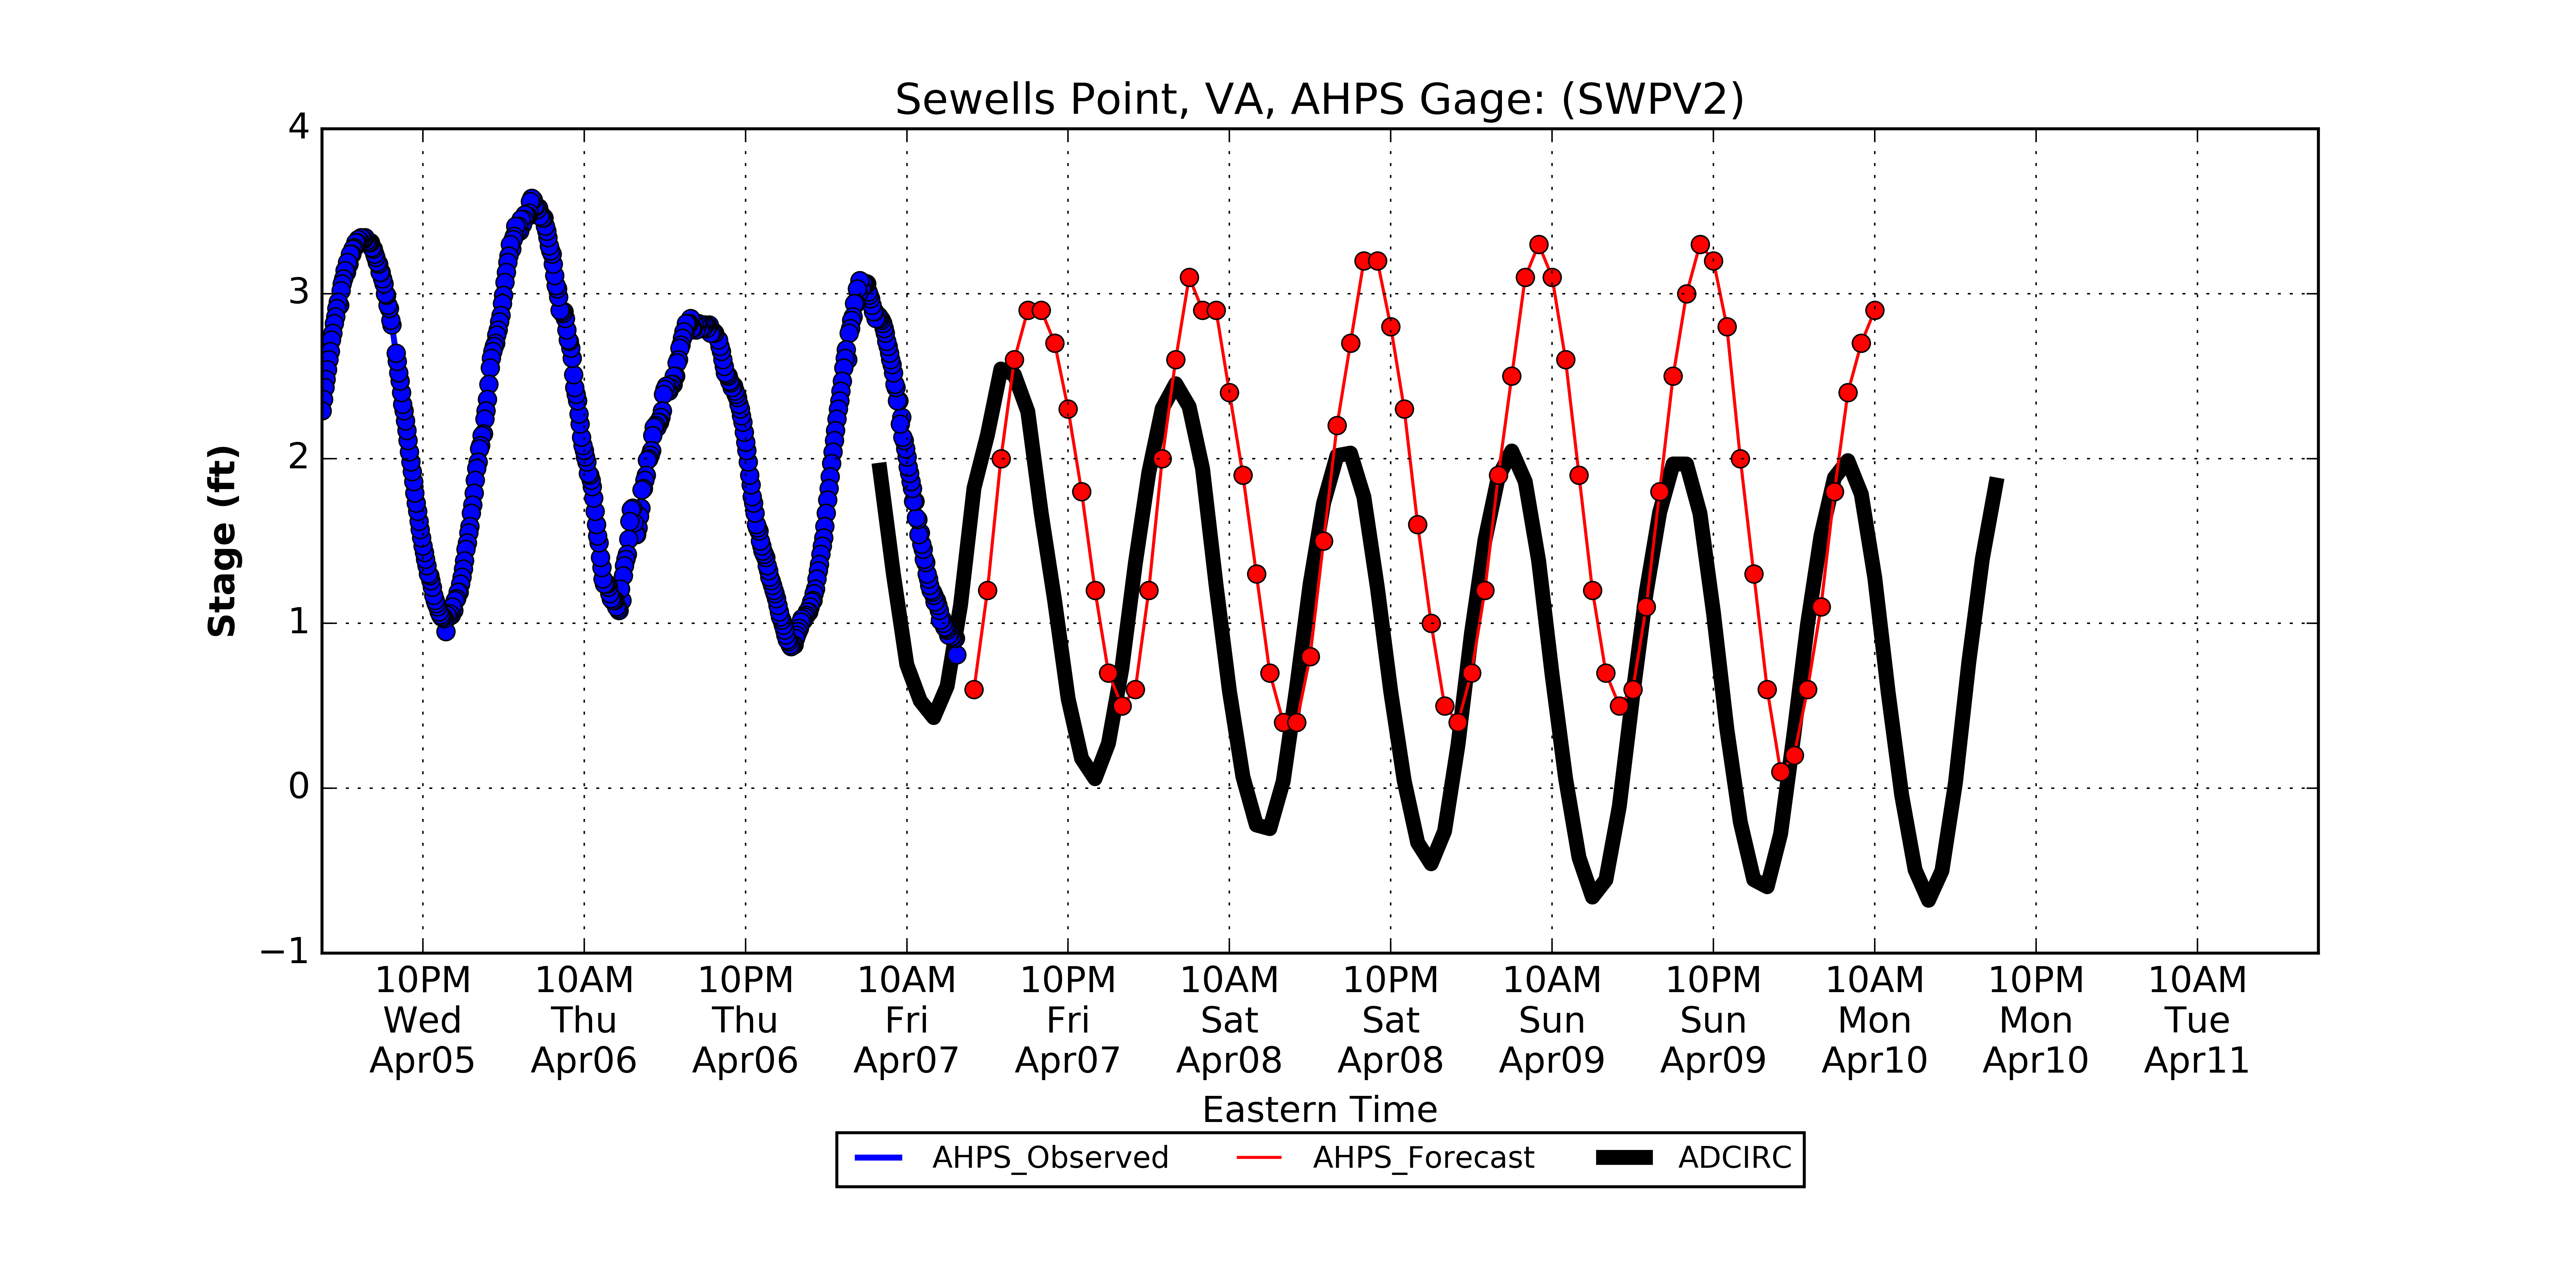 Sewells Point, VA, AHPS Gage: (SWPV2)
4
3
2
1
0
−1
Stage (ft)
10PM 10AM 10PM 10AM 10PM 10AM 10PM 10AM 10PM 10AM 10PM 10AM
Wed Thu Thu Fri Fri Sat Sat Sun Sun Mon Mon Tue
Apr05 Apr06 Apr06 Apr07 Apr07 Apr08 Apr08 Apr09 Apr09 Apr10 Apr10 Apr11
Eastern Time
AHPS_Observed AHPS_Forecast ADCIRC